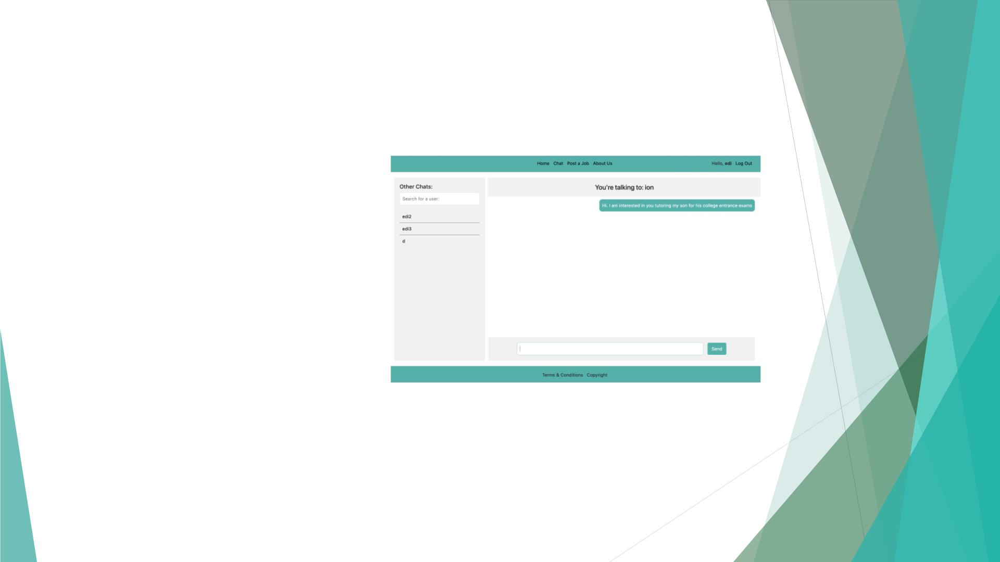 Home Chat Post a Job About Us Hello, edi Log Out
Other Chats:
Search for a user:
edi2
edi3
d
You're talking to: ion
Hi. I am interested in you tutoring my son for his college entrance exams
Send
Terms & Conditions Copyright